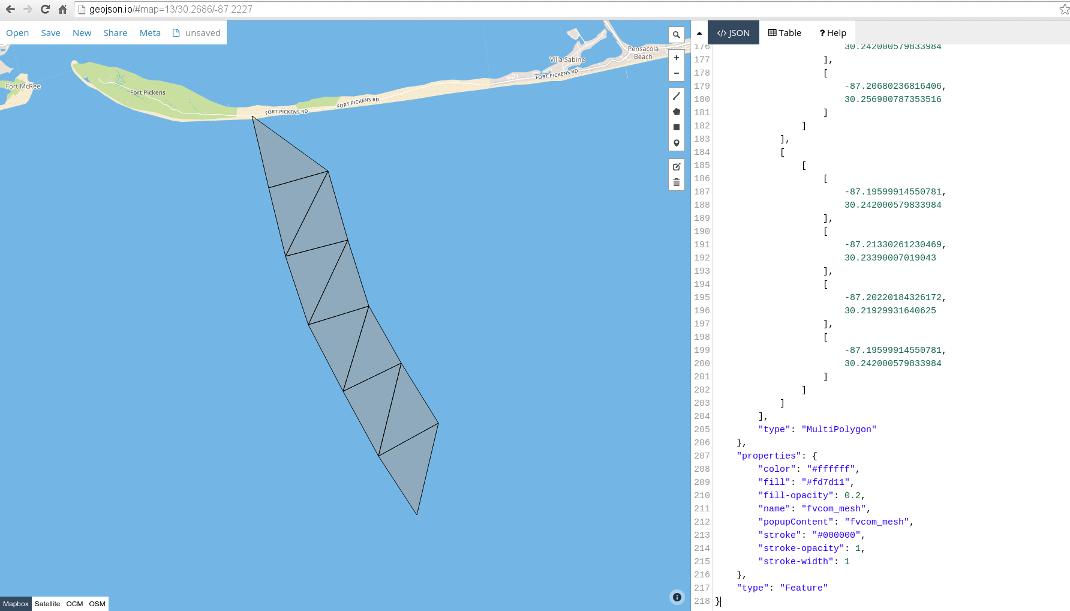 geojson.io/#map=13/30.2686/-87.2227
Open Save New Share Meta unsaved
</> JSON Table ? Help
Fort McRee
Fort Pickens
FORT PICKENS RD
FORT PICKENS RD
FORT PICKENS RD
Villa Sabine
Pensacola
Beach
+
−
176 30.242000579833984
177 ],
178 [
179 -87.20680236816406,
180 30.256900787353516
181 ]
182 ]
183 ],
184 [
185 [
186 [
187 -87.19599914550781,
188 30.242000579833984
189 ],
190 [
191 -87.21330261230469,
192 30.23390007019043
193 ],
194 [
195 -87.20220184326172,
196 30.21929931640625
197 ],
198 [
199 -87.19599914550781,
200 30.242000579833984
201 ]
202 ]
203 ]
204 ],
205 "type": "MultiPolygon"
206 },
207 "properties": {
208 "color": "#ffffff",
209 "fill": "#fd7d11",
210 "fill-opacity": 0.2,
211 "name": "fvcom_mesh",
212 "popupContent": "fvcom_mesh",
213 "stroke": "#000000",
214 "stroke-opacity": 1,
215 "stroke-width": 1
216 },
217 "type": "Feature"
218 }
Mapbox Satellite OCM OSM